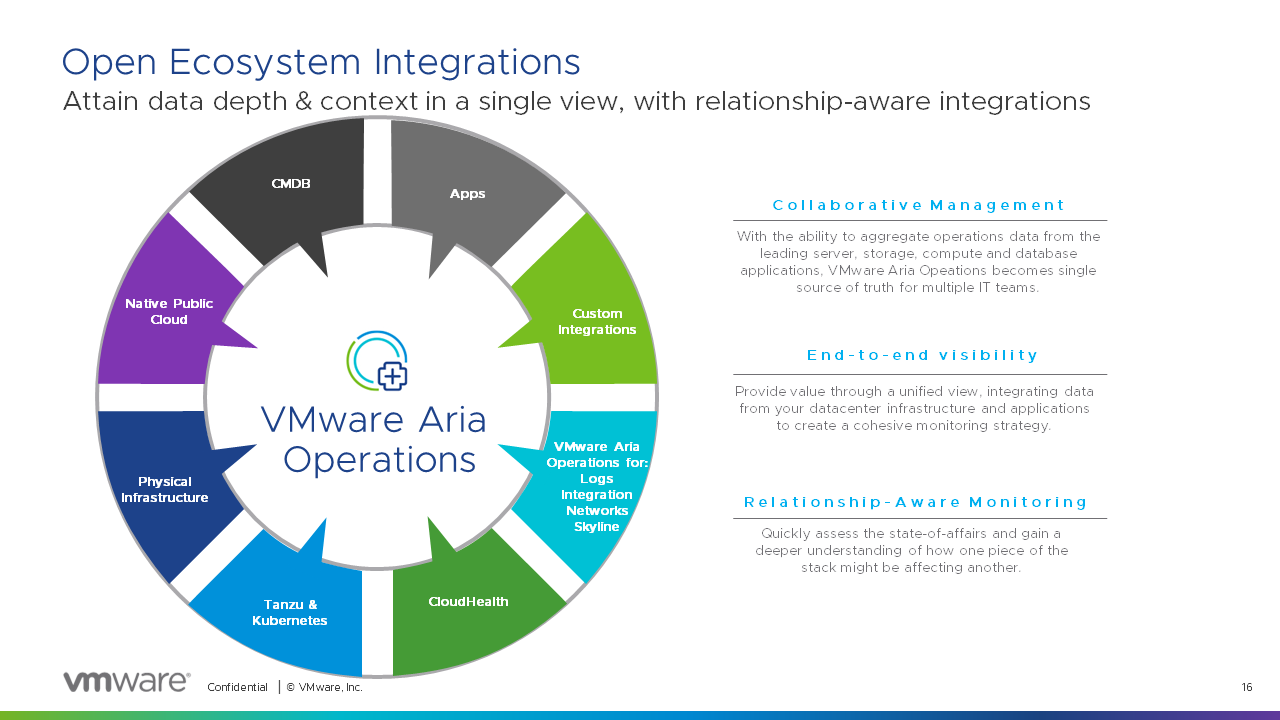 Open Ecosystem Integrations
Attain data depth & context in a single view, with relationship-aware integrations
CMDB
Apps
Native Public
Cloud
Custom
Integrations
VMware Aria
Operations
Physical
Infrastructure
VMware Aria
Operations for:
Logs
Integration
Networks
Skyline
Tanzu &
Kubernetes
CloudHealth
Collaborative Management
With the ability to aggregate operations data from the
leading server, storage, compute and database
applications, VMware Aria Opeations becomes single
source of truth for multiple IT teams.
End-to-end visibility
Provide value through a unified view, integrating data
from your datacenter infrastructure and applications
to create a cohesive monitoring strategy.
Relationship-Aware Monitoring
Quickly assess the state-of-affairs and gain a
deeper understanding of how one piece of the
stack might be affecting another.
vmware®
Confidential | © VMware, Inc.
16